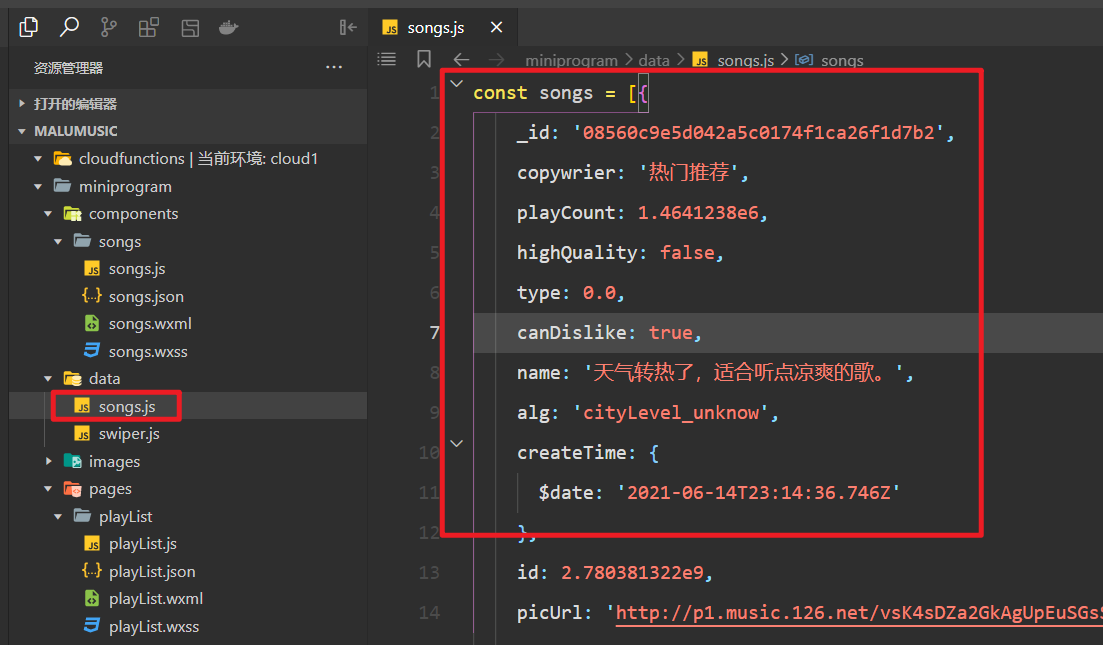 songs.js
资源管理器
miniprogram > data > songs.js > songs
打开的编辑器
MALUMUSIC
cloudfunctions | 当前环境: cloud1
miniprogram
components
songs
songs.js
songs.json
songs.wxml
songs.wxss
data
songs.js
swiper.js
images
pages
playList
playList.js
playList.json
playList.wxml
playList.wxss
1 const songs = [{
2 _id: '08560c9e5d042a5c0174f1ca26f1d7b2',
3 copywrier: '热门推荐',
4 playCount: 1.4641238e6,
5 highQuality: false,
6 type: 0.0,
7 canDislike: true,
8 name: '天气转热了，适合听点凉爽的歌。',
9 alg: 'cityLevel_unknow',
10 createTime: {
11 $date: '2021-06-14T23:14:36.746Z'
12 },
13 id: 2.780381322e9,
14 picUrl: 'http://p1.music.126.net/vsK4sDZa2GkAgUpEuSGs